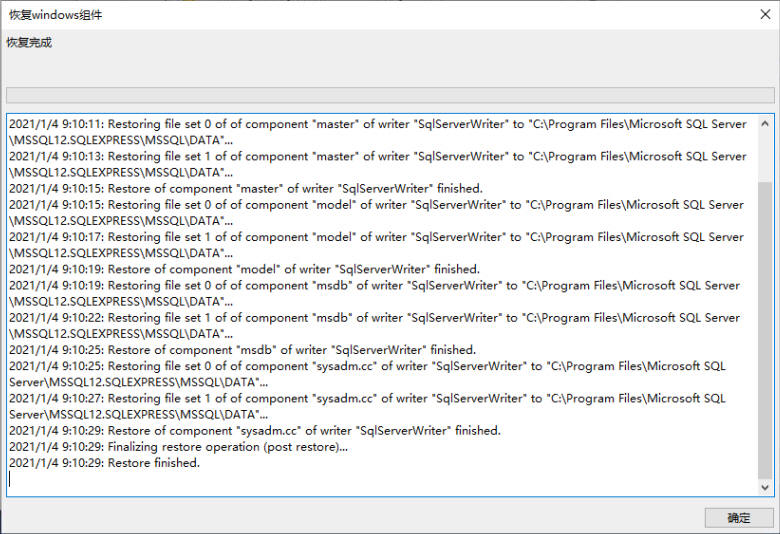 恢复windows组件
恢复完成
2021/1/4 9:10:11: Restoring file set 0 of of component "master" of writer "SqlServerWriter" to "C:\Program Files\Microsoft SQL Server
\MSSQL12.SQLEXPRESS\MSSQL\DATA"...
2021/1/4 9:10:13: Restoring file set 1 of of component "master" of writer "SqlServerWriter" to "C:\Program Files\Microsoft SQL Server
\MSSQL12.SQLEXPRESS\MSSQL\DATA"...
2021/1/4 9:10:15: Restore of component "master" of writer "SqlServerWriter" finished.
2021/1/4 9:10:15: Restoring file set 0 of of component "model" of writer "SqlServerWriter" to "C:\Program Files\Microsoft SQL Server
\MSSQL12.SQLEXPRESS\MSSQL\DATA"...
2021/1/4 9:10:17: Restoring file set 1 of of component "model" of writer "SqlServerWriter" to "C:\Program Files\Microsoft SQL Server
\MSSQL12.SQLEXPRESS\MSSQL\DATA"...
2021/1/4 9:10:19: Restore of component "model" of writer "SqlServerWriter" finished.
2021/1/4 9:10:19: Restoring file set 0 of of component "msdb" of writer "SqlServerWriter" to "C:\Program Files\Microsoft SQL Server
\MSSQL12.SQLEXPRESS\MSSQL\DATA"...
2021/1/4 9:10:22: Restoring file set 1 of of component "msdb" of writer "SqlServerWriter" to "C:\Program Files\Microsoft SQL Server
\MSSQL12.SQLEXPRESS\MSSQL\DATA"...
2021/1/4 9:10:25: Restore of component "msdb" of writer "SqlServerWriter" finished.
2021/1/4 9:10:25: Restoring file set 0 of of component "sysadm.cc" of writer "SqlServerWriter" to "C:\Program Files\Microsoft SQL
Server\MSSQL12.SQLEXPRESS\MSSQL\DATA"...
2021/1/4 9:10:27: Restoring file set 1 of of component "sysadm.cc" of writer "SqlServerWriter" to "C:\Program Files\Microsoft SQL
Server\MSSQL12.SQLEXPRESS\MSSQL\DATA"...
2021/1/4 9:10:29: Restore of component "sysadm.cc" of writer "SqlServerWriter" finished.
2021/1/4 9:10:29: Finalizing restore operation (post restore)...
2021/1/4 9:10:29: Restore finished.
确定